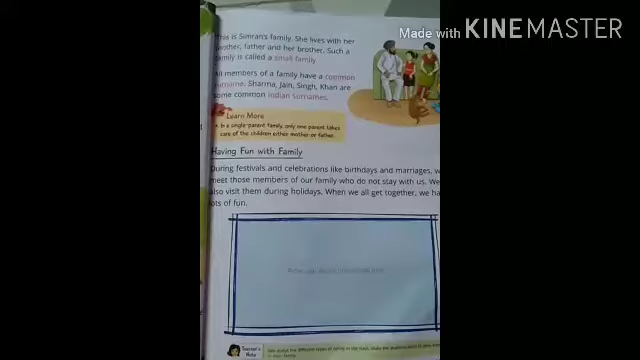 Made with KINEMASTER
This is Simran's family. She lives with her
mother, father and her brother. Such a
family is called a small family.
All members of a family have a common
surname. Sharma, Jain, Singh, Khan are
some common Indian surnames.
Learn More
In a single-parent family, only one parent takes
care of the children either mother or father.
Having Fun with Family
During festivals and celebrations like birthdays and marriages, w
meet those members of our family who do not stay with us. We
also visit them during holidays. When we all get together, we ha
lots of fun.
Teacher's
Note